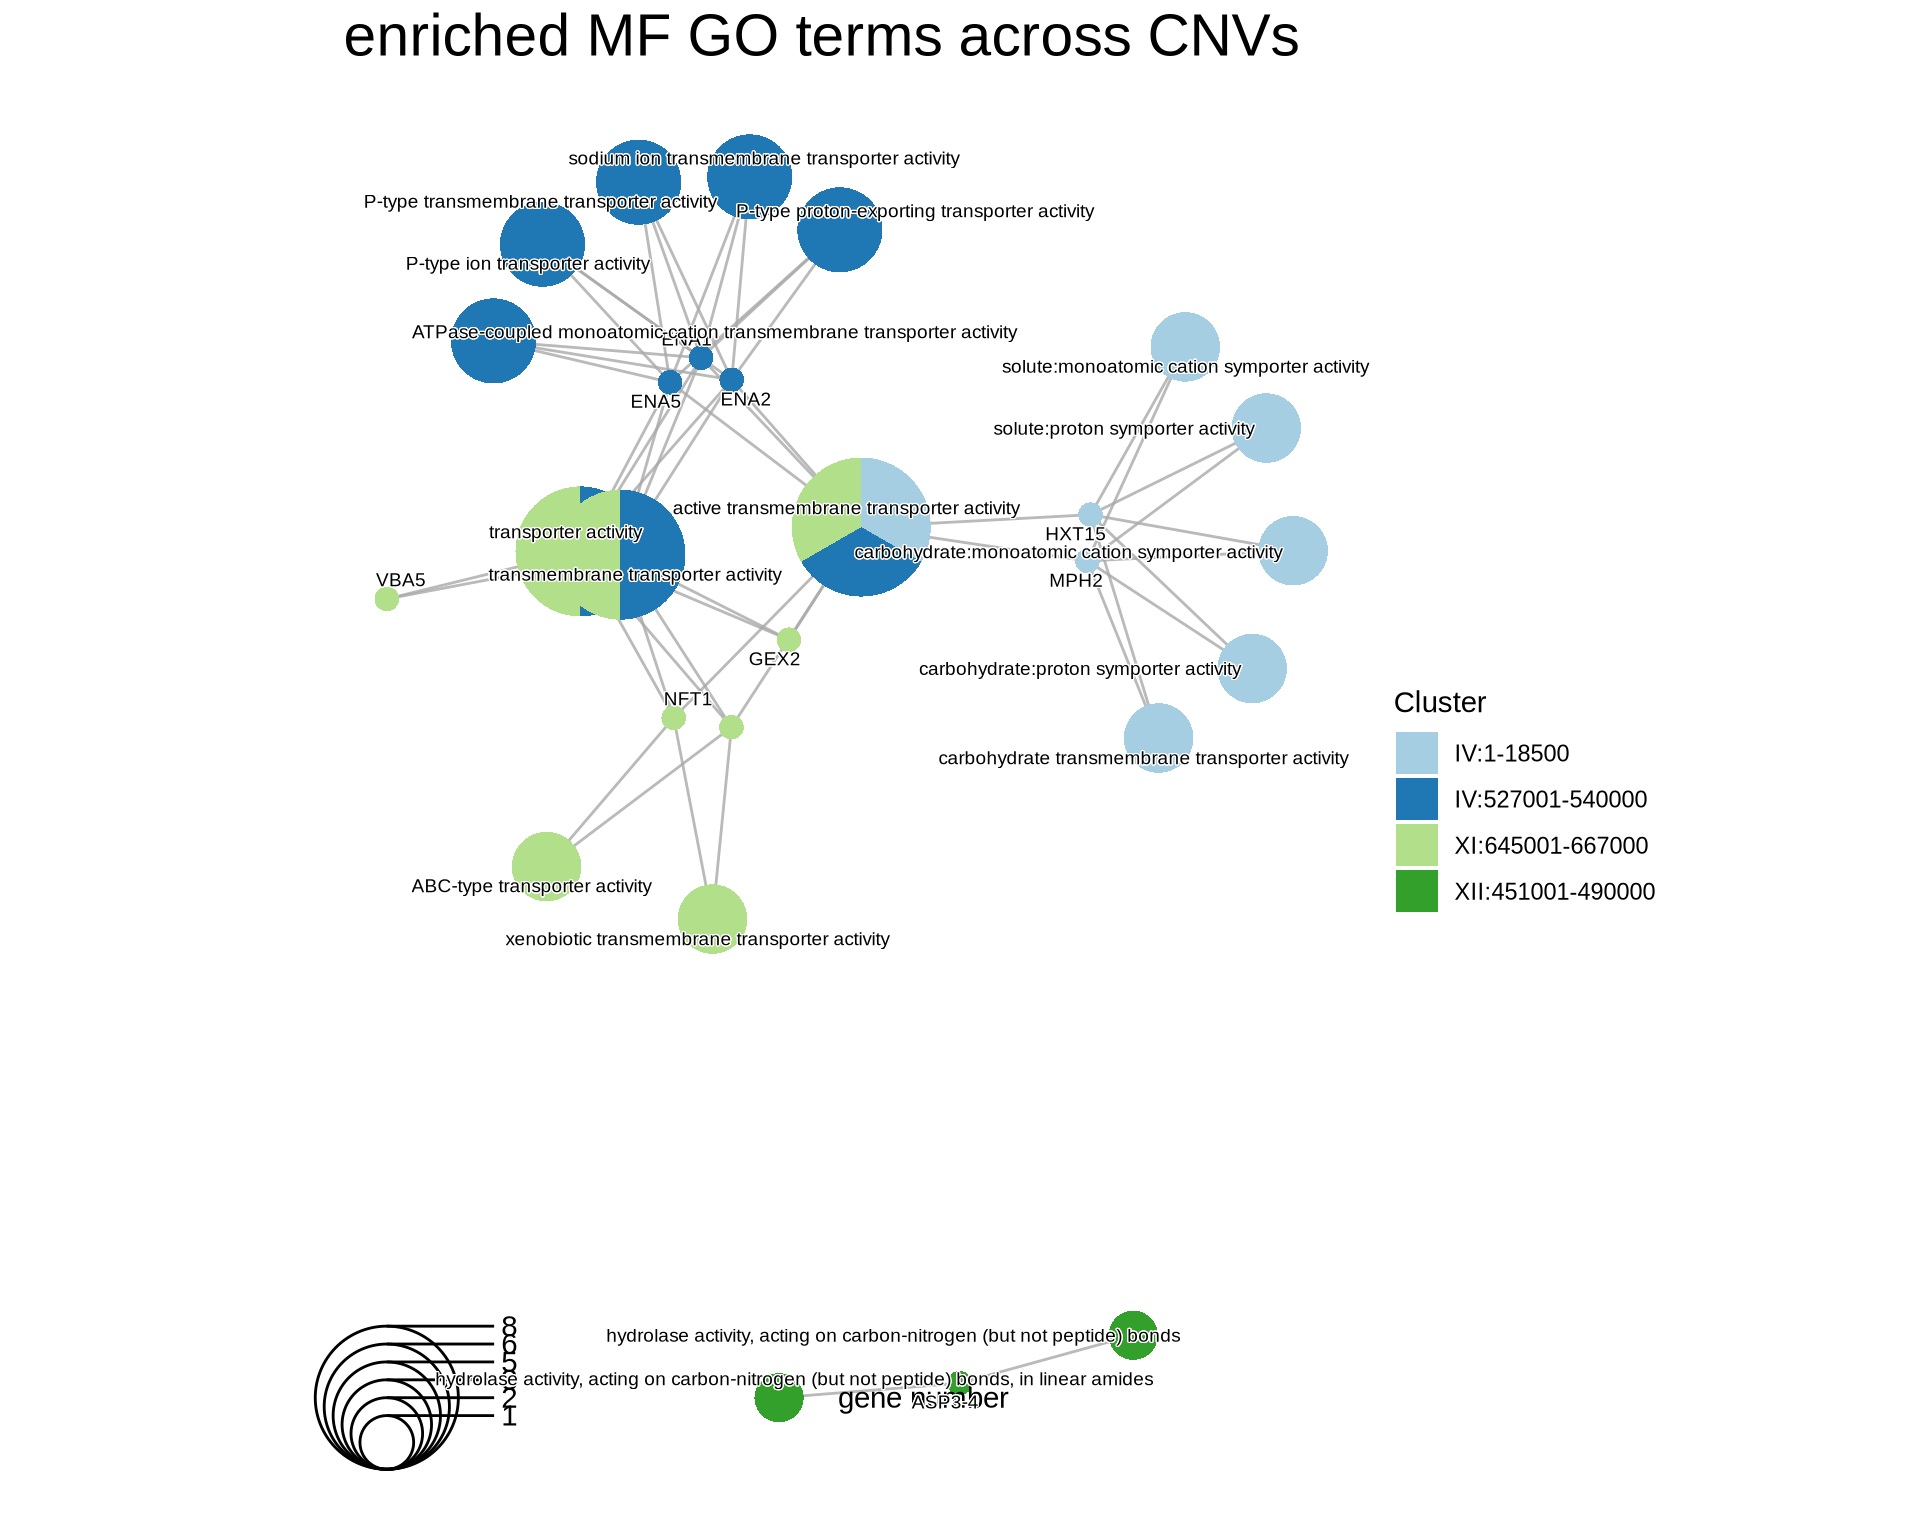 enriched MF GO terms across CNVs
sodium ion transmembrane transporter activity
P-type transmembrane transporter activity
P-type proton-exporting transporter activity
P-type ion transporter activity
ATPase-coupled monoatomic cation transmembrane transporter activity
ENA1
ENA5
ENA2
solute:monoatomic cation symporter activity
solute:proton symporter activity
active transmembrane transporter activity
transporter activity
HXT15
carbohydrate:monoatomic cation symporter activity
transmembrane transporter activity
VBA5
MPH2
GEX2
carbohydrate:proton symporter activity
NFT1
carbohydrate transmembrane transporter activity
ABC-type transporter activity
xenobiotic transmembrane transporter activity
Cluster
IV:1-18500
IV:527001-540000
XI:645001-667000
XII:451001-490000
8
6
5
2
1
hydrolase activity, acting on carbon-nitrogen (but not peptide) bonds
hydrolase activity, acting on carbon-nitrogen (but not peptide) bonds, in linear amides
gene number
ASP3-4